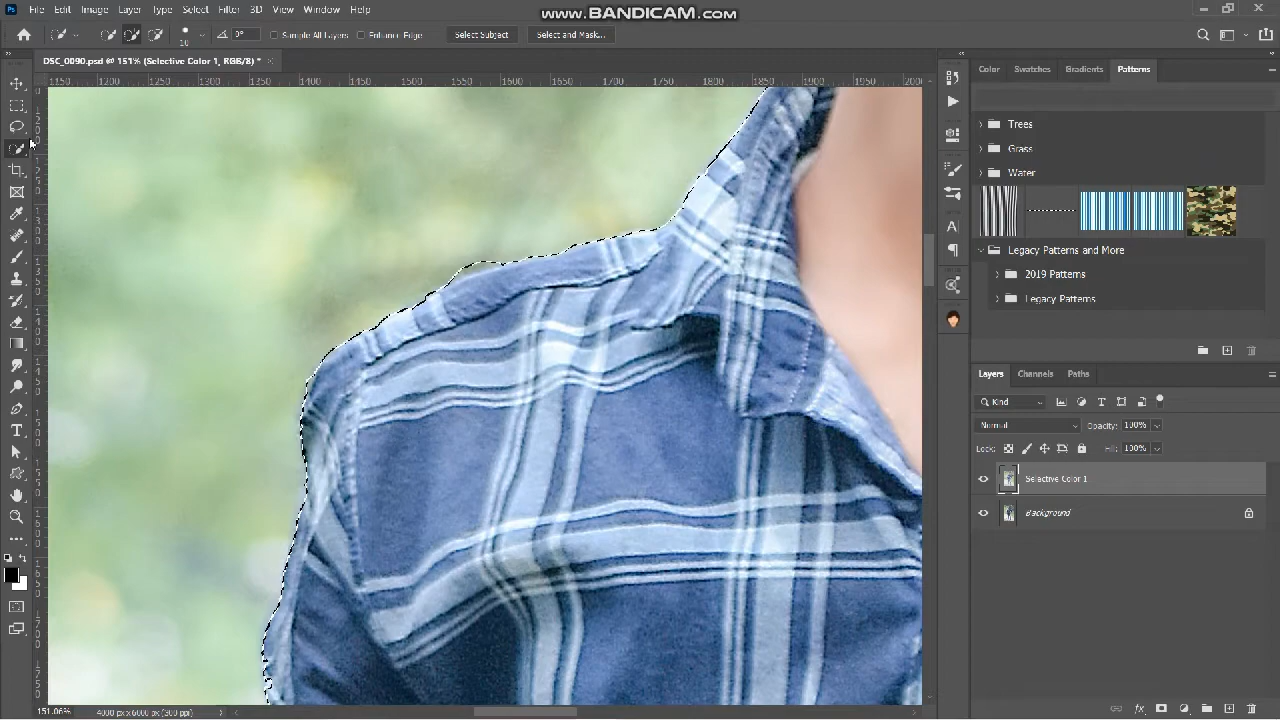 Ps File Edit Image Layer Type Select Filter 3D View Window Help
www.BANDICAM.com
10 0° Sample All Layers Enhance Edge Select Subject Select and Mask...
DSC_0090.psd @ 151% (Selective Color 1, RGB/8) *
1150 1200 1250 1300 1350 1400 1450 1500 1550 1600 1650 1700 1750 1800 1850 1900 1950 2000
Color Swatches Gradients Patterns
Trees
Grass
Water
Legacy Patterns and More
2019 Patterns
Legacy Patterns
Layers Channels Paths
Kind
Normal Opacity: 100%
Lock: Fill: 100%
Selective Color 1
Background
151.06% 4000 px x 6000 px (300 ppi)